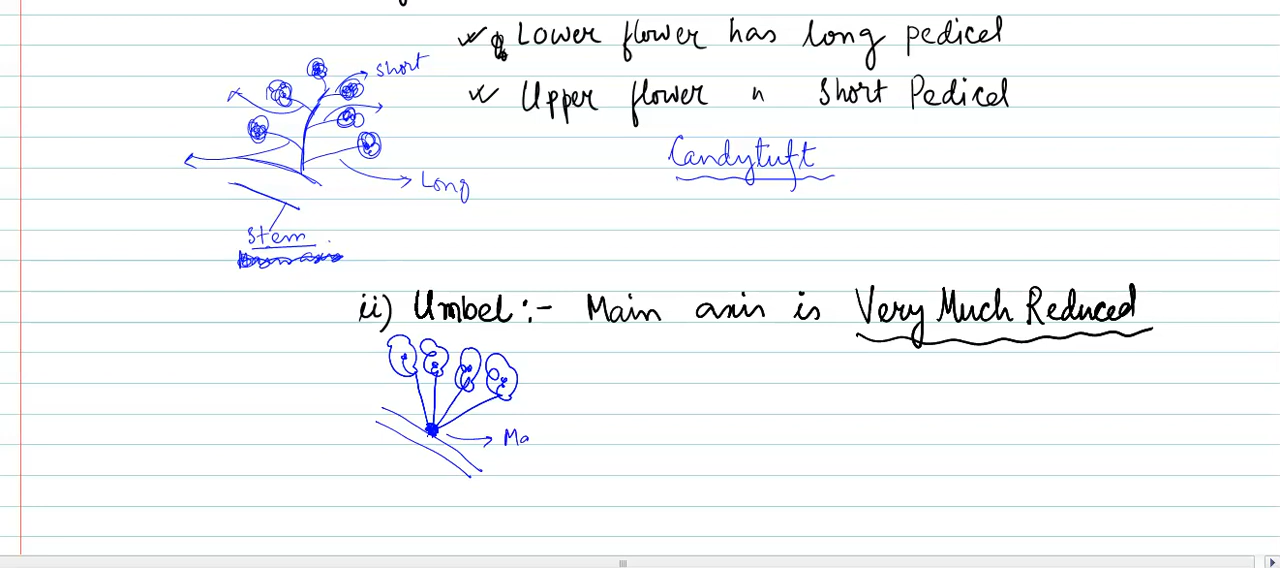 Lower flower has long pedicel
Short
Upper flower " Short Pedicel
Candytuft
Long
Stem
ii) Umbel:- Main axis is Very Much Reduced
Ma